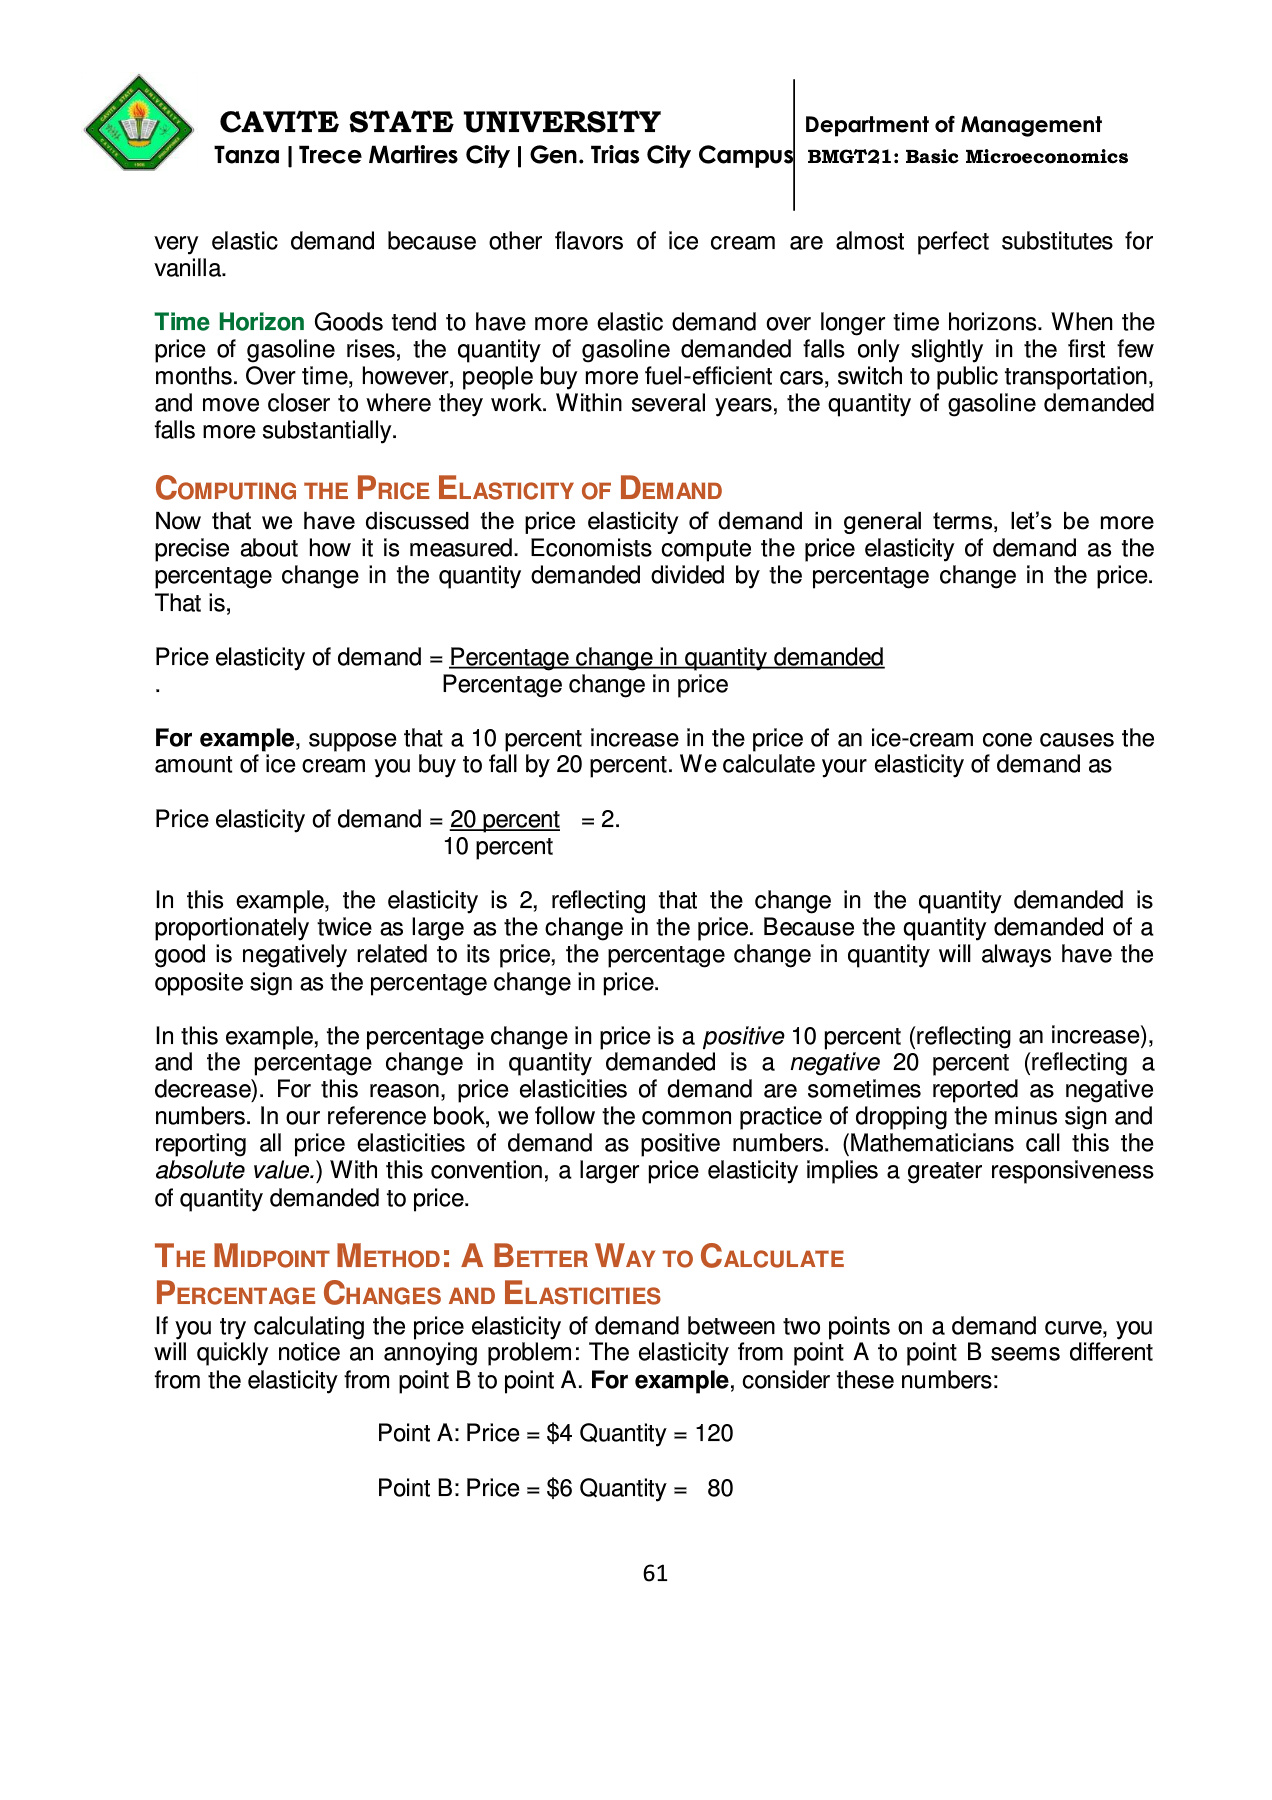 CAVITE STATE UNIVERSITY
Tanza | Trece Martires City | Gen. Trias City Campus
Department of Management
BMGT21: Basic Microeconomics
very elastic demand because other flavors of ice cream are almost perfect substitutes for
vanilla.
Time Horizon Goods tend to have more elastic demand over longer time horizons. When the
price of gasoline rises, the quantity of gasoline demanded falls only slightly in the first few
months. Over time, however, people buy more fuel-efficient cars, switch to public transportation,
and move closer to where they work. Within several years, the quantity of gasoline demanded
falls more substantially.
COMPUTING THE PRICE ELASTICITY OF DEMAND
Now that we have discussed the price elasticity of demand in general terms, let’s be more
precise about how it is measured. Economists compute the price elasticity of demand as the
percentage change in the quantity demanded divided by the percentage change in the price.
That is,
Price elasticity of demand = Percentage change in quantity demanded
. Percentage change in price
For example, suppose that a 10 percent increase in the price of an ice-cream cone causes the
amount of ice cream you buy to fall by 20 percent. We calculate your elasticity of demand as
Price elasticity of demand = 20 percent = 2.
10 percent
In this example, the elasticity is 2, reflecting that the change in the quantity demanded is
proportionately twice as large as the change in the price. Because the quantity demanded of a
good is negatively related to its price, the percentage change in quantity will always have the
opposite sign as the percentage change in price.
In this example, the percentage change in price is a positive 10 percent (reflecting an increase),
and the percentage change in quantity demanded is a negative 20 percent (reflecting a
decrease). For this reason, price elasticities of demand are sometimes reported as negative
numbers. In our reference book, we follow the common practice of dropping the minus sign and
reporting all price elasticities of demand as positive numbers. (Mathematicians call this the
absolute value.) With this convention, a larger price elasticity implies a greater responsiveness
of quantity demanded to price.
THE MIDPOINT METHOD: A BETTER WAY TO CALCULATE
PERCENTAGE CHANGES AND ELASTICITIES
If you try calculating the price elasticity of demand between two points on a demand curve, you
will quickly notice an annoying problem: The elasticity from point A to point B seems different
from the elasticity from point B to point A. For example, consider these numbers:
Point A: Price = $4 Quantity = 120
Point B: Price = $6 Quantity = 80
61